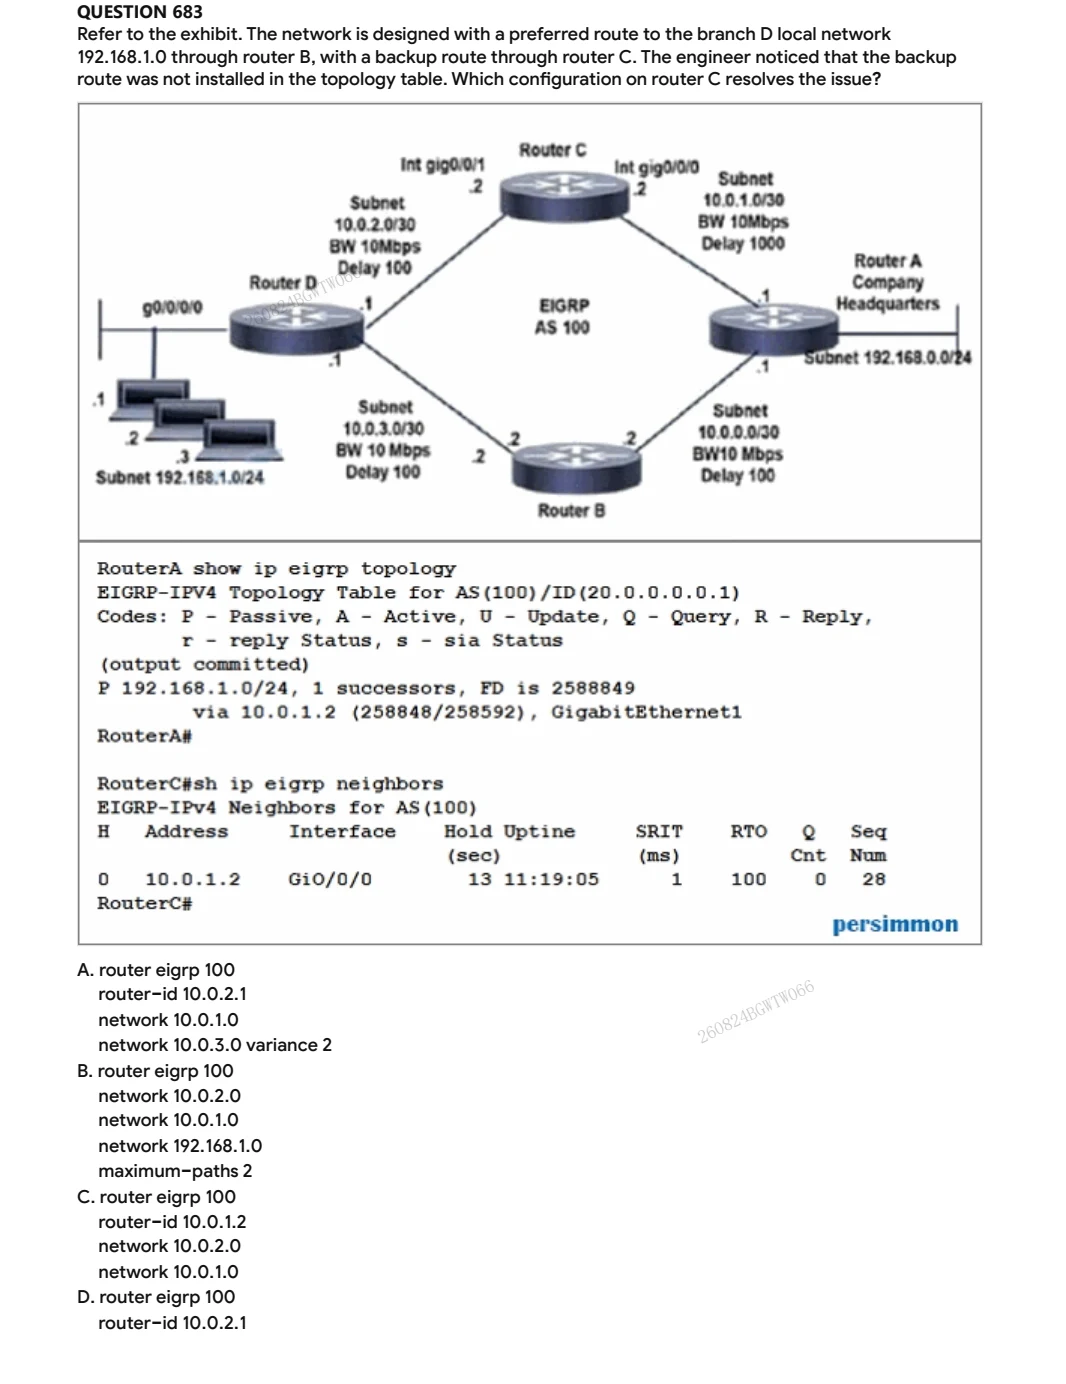 QUESTION 683
Refer to the exhibit. The network is designed with a preferred route to the branch D local network
192.168.1.0 through router B, with a backup route through router C. The engineer noticed that the backup
route was not installed in the topology table. Which configuration on router C resolves the issue?
Router C
Int gig0/0/1
.2
Int gig0/0/0
.2
Subnet
10.0.1.0/30
BW 10Mbps
Delay 1000
Subnet
10.0.2.0/30
BW 10Mbps
Delay 100
Router A
Company
Headquarters
Router D
g0/0/0/0
.1
EIGRP
AS 100
.1
.1
.1
Subnet 192.168.0.0/24
.1
.2
.3
Subnet 192.168.1.0/24
Subnet
10.0.3.0/30
BW 10 Mbps
Delay 100
.2
.2
.2
Subnet
10.0.0.0/30
BW10 Mbps
Delay 100
Router B
RouterA show ip eigrp topology
EIGRP-IPV4 Topology Table for AS(100)/ID(20.0.0.0.0.1)
Codes: P - Passive, A - Active, U - Update, Q - Query, R - Reply,
r - reply Status, s - sia Status
(output committed)
P 192.168.1.0/24, 1 successors, FD is 2588849
via 10.0.1.2 (258848/258592), GigabitEthernet1
RouterA#
RouterC#sh ip eigrp neighbors
EIGRP-IPv4 Neighbors for AS(100)
H Address Interface Hold Uptine SRIT RTO Q Seq
(sec) (ms) Cnt Num
0 10.0.1.2 GiO/0/0 13 11:19:05 1 100 0 28
RouterC#
persimmon
A. router eigrp 100
router-id 10.0.2.1
network 10.0.1.0
network 10.0.3.0 variance 2
B. router eigrp 100
network 10.0.2.0
network 10.0.1.0
network 192.168.1.0
maximum-paths 2
C. router eigrp 100
router-id 10.0.1.2
network 10.0.2.0
network 10.0.1.0
D. router eigrp 100
router-id 10.0.2.1
260824BGWTW066